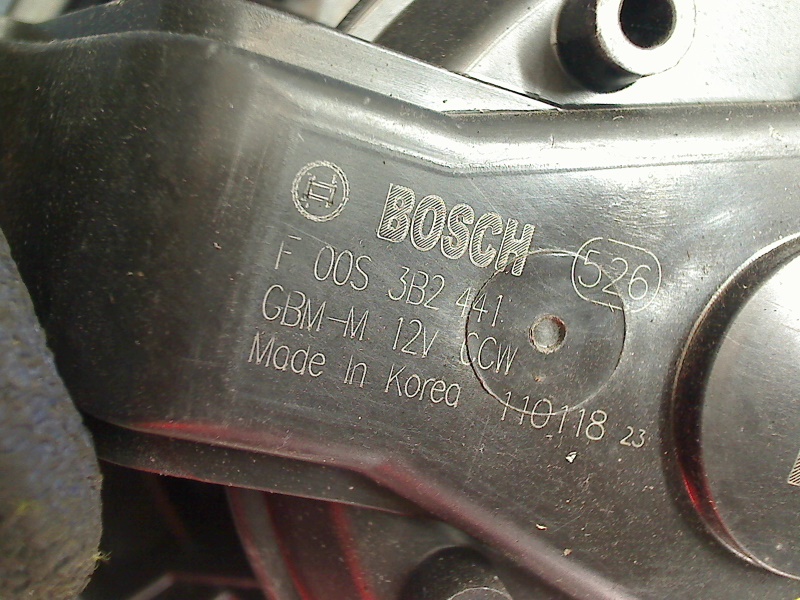 BOSCH
526
F 00S 3B2 441
GBM-M 12V CCW
Made In Korea 110118 23